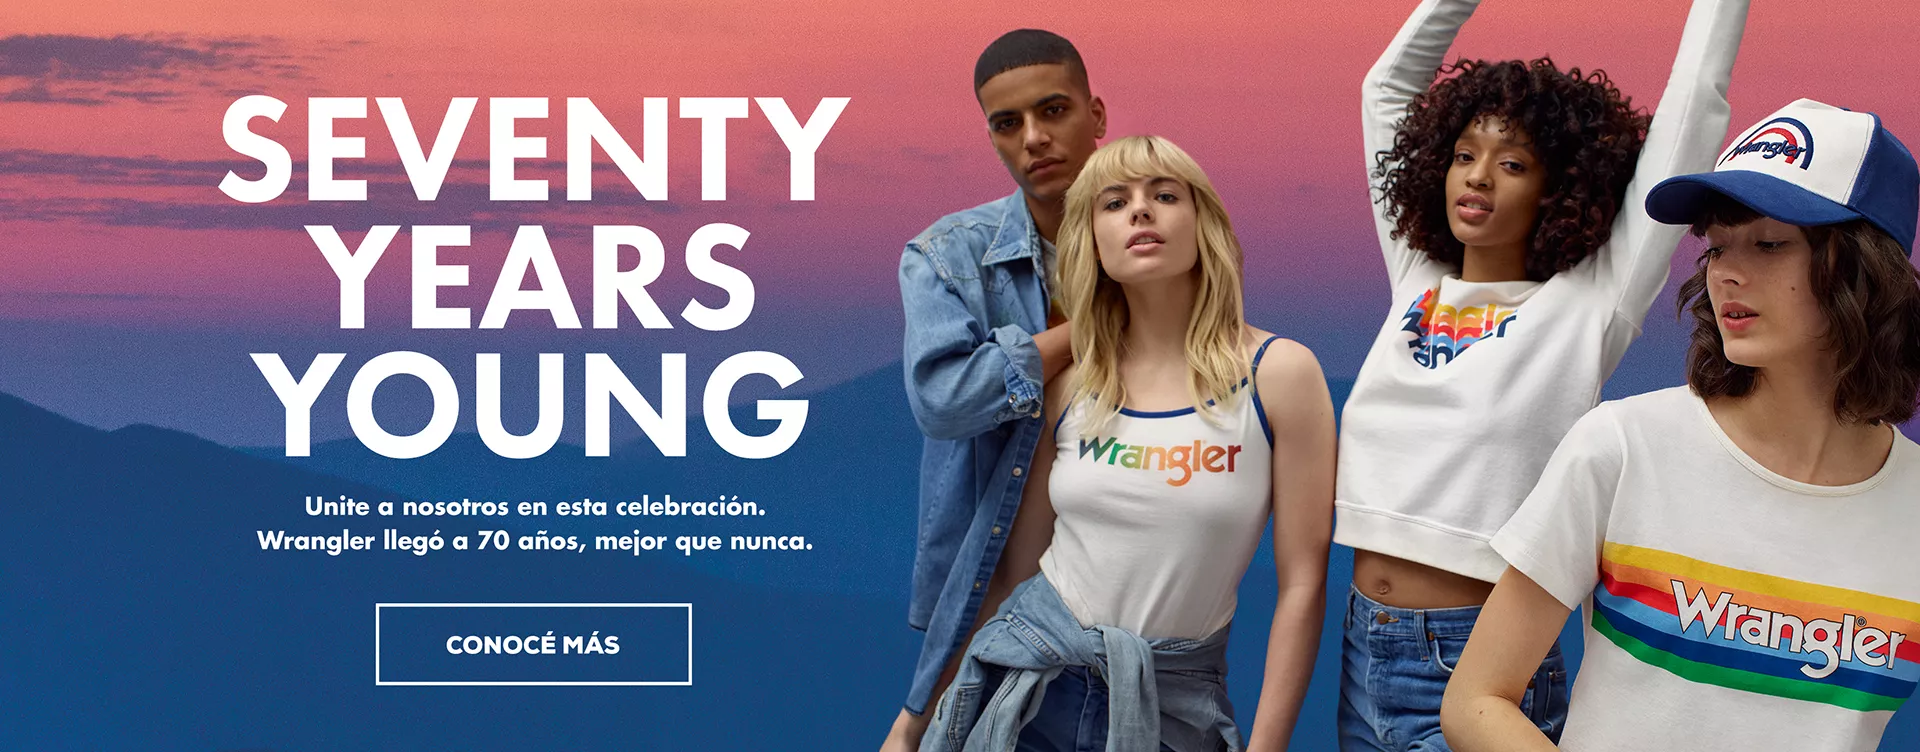 SEVENTY
YEARS
YOUNG
Unite a nosotros en esta celebración.
Wrangler llegó a 70 años, mejor que nunca.
CONOCÉ MÁS
Wrangler
Wrangler
Wrangler
Wrangler